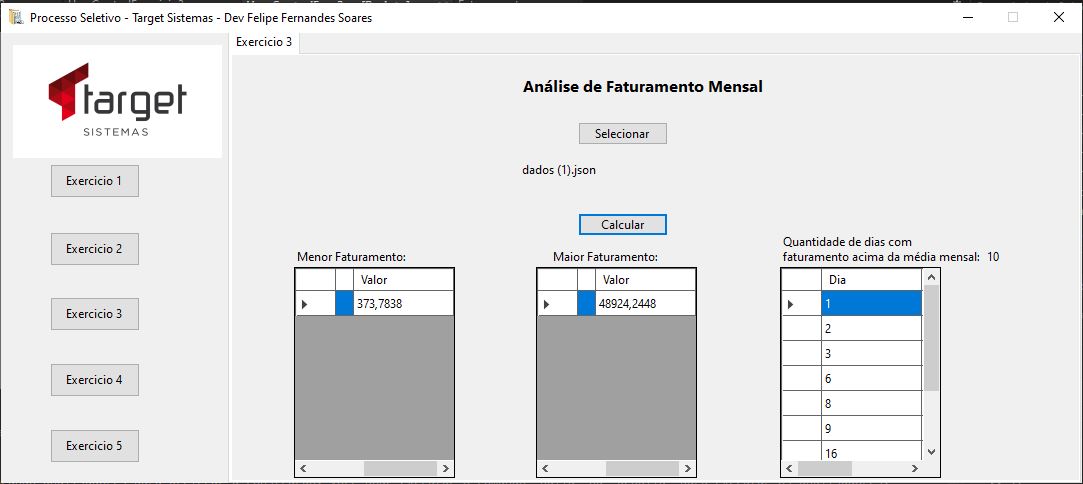 Processo Seletivo - Target Sistemas - Dev Felipe Fernandes Soares
target
SISTEMAS
Exercicio 1
Exercicio 2
Exercicio 3
Exercicio 4
Exercicio 5
Exercicio 3
Análise de Faturamento Mensal
Selecionar
dados (1).json
Calcular
Menor Faturamento:
Valor
373,7838
Maior Faturamento:
Valor
48924,2448
Quantidade de dias com
faturamento acima da média mensal: 10
Dia
1
2
3
6
8
9
16